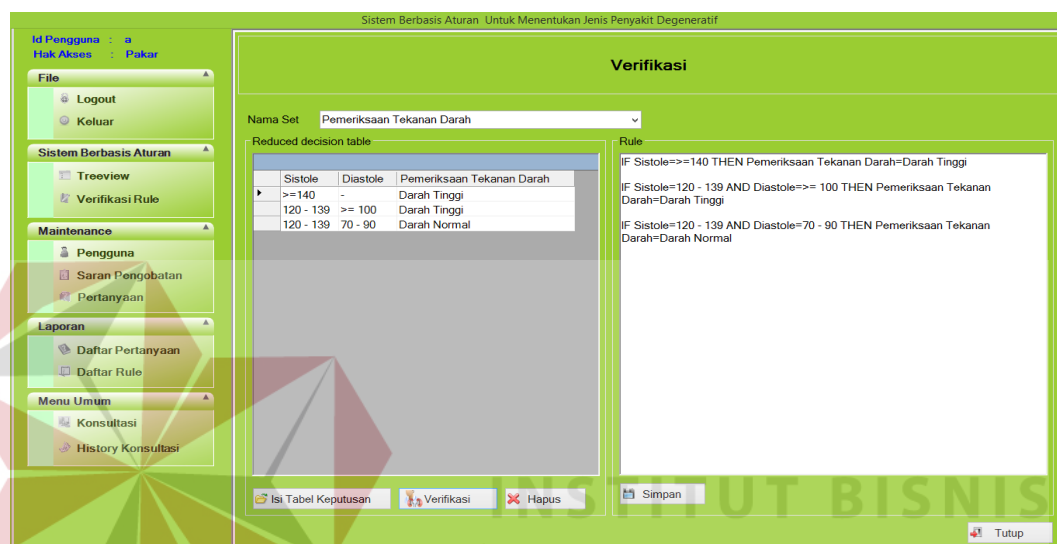 Sistem Berbasis Aturan Untuk Menentukan Jenis Penyakit Degeneratif
Id Pengguna : a
Hak Akses : Pakar
File
Logout
Keluar
Sistem Berbasis Aturan
Treeview
Verifikasi Rule
Maintenance
Pengguna
Saran Pengobatan
Pertanyaan
Laporan
Daftar Pertanyaan
Daftar Rule
Menu Umum
Konsultasi
History Konsultasi
Verifikasi
Nama Set Pemeriksaan Tekanan Darah
Reduced decision table
Sistole Diastole Pemeriksaan Tekanan Darah
>=140 - Darah Tinggi
120 - 139 >= 100 Darah Tinggi
120 - 139 70 - 90 Darah Normal
Isi Tabel Keputusan Verifikasi Hapus
Rule
IF Sistole=>=140 THEN Pemeriksaan Tekanan Darah=Darah Tinggi
IF Sistole=120 - 139 AND Diastole=>= 100 THEN Pemeriksaan Tekanan
Darah=Darah Tinggi
IF Sistole=120 - 139 AND Diastole=70 - 90 THEN Pemeriksaan Tekanan
Darah=Darah Normal
Simpan
INSTITUT BISNIS
Tutup